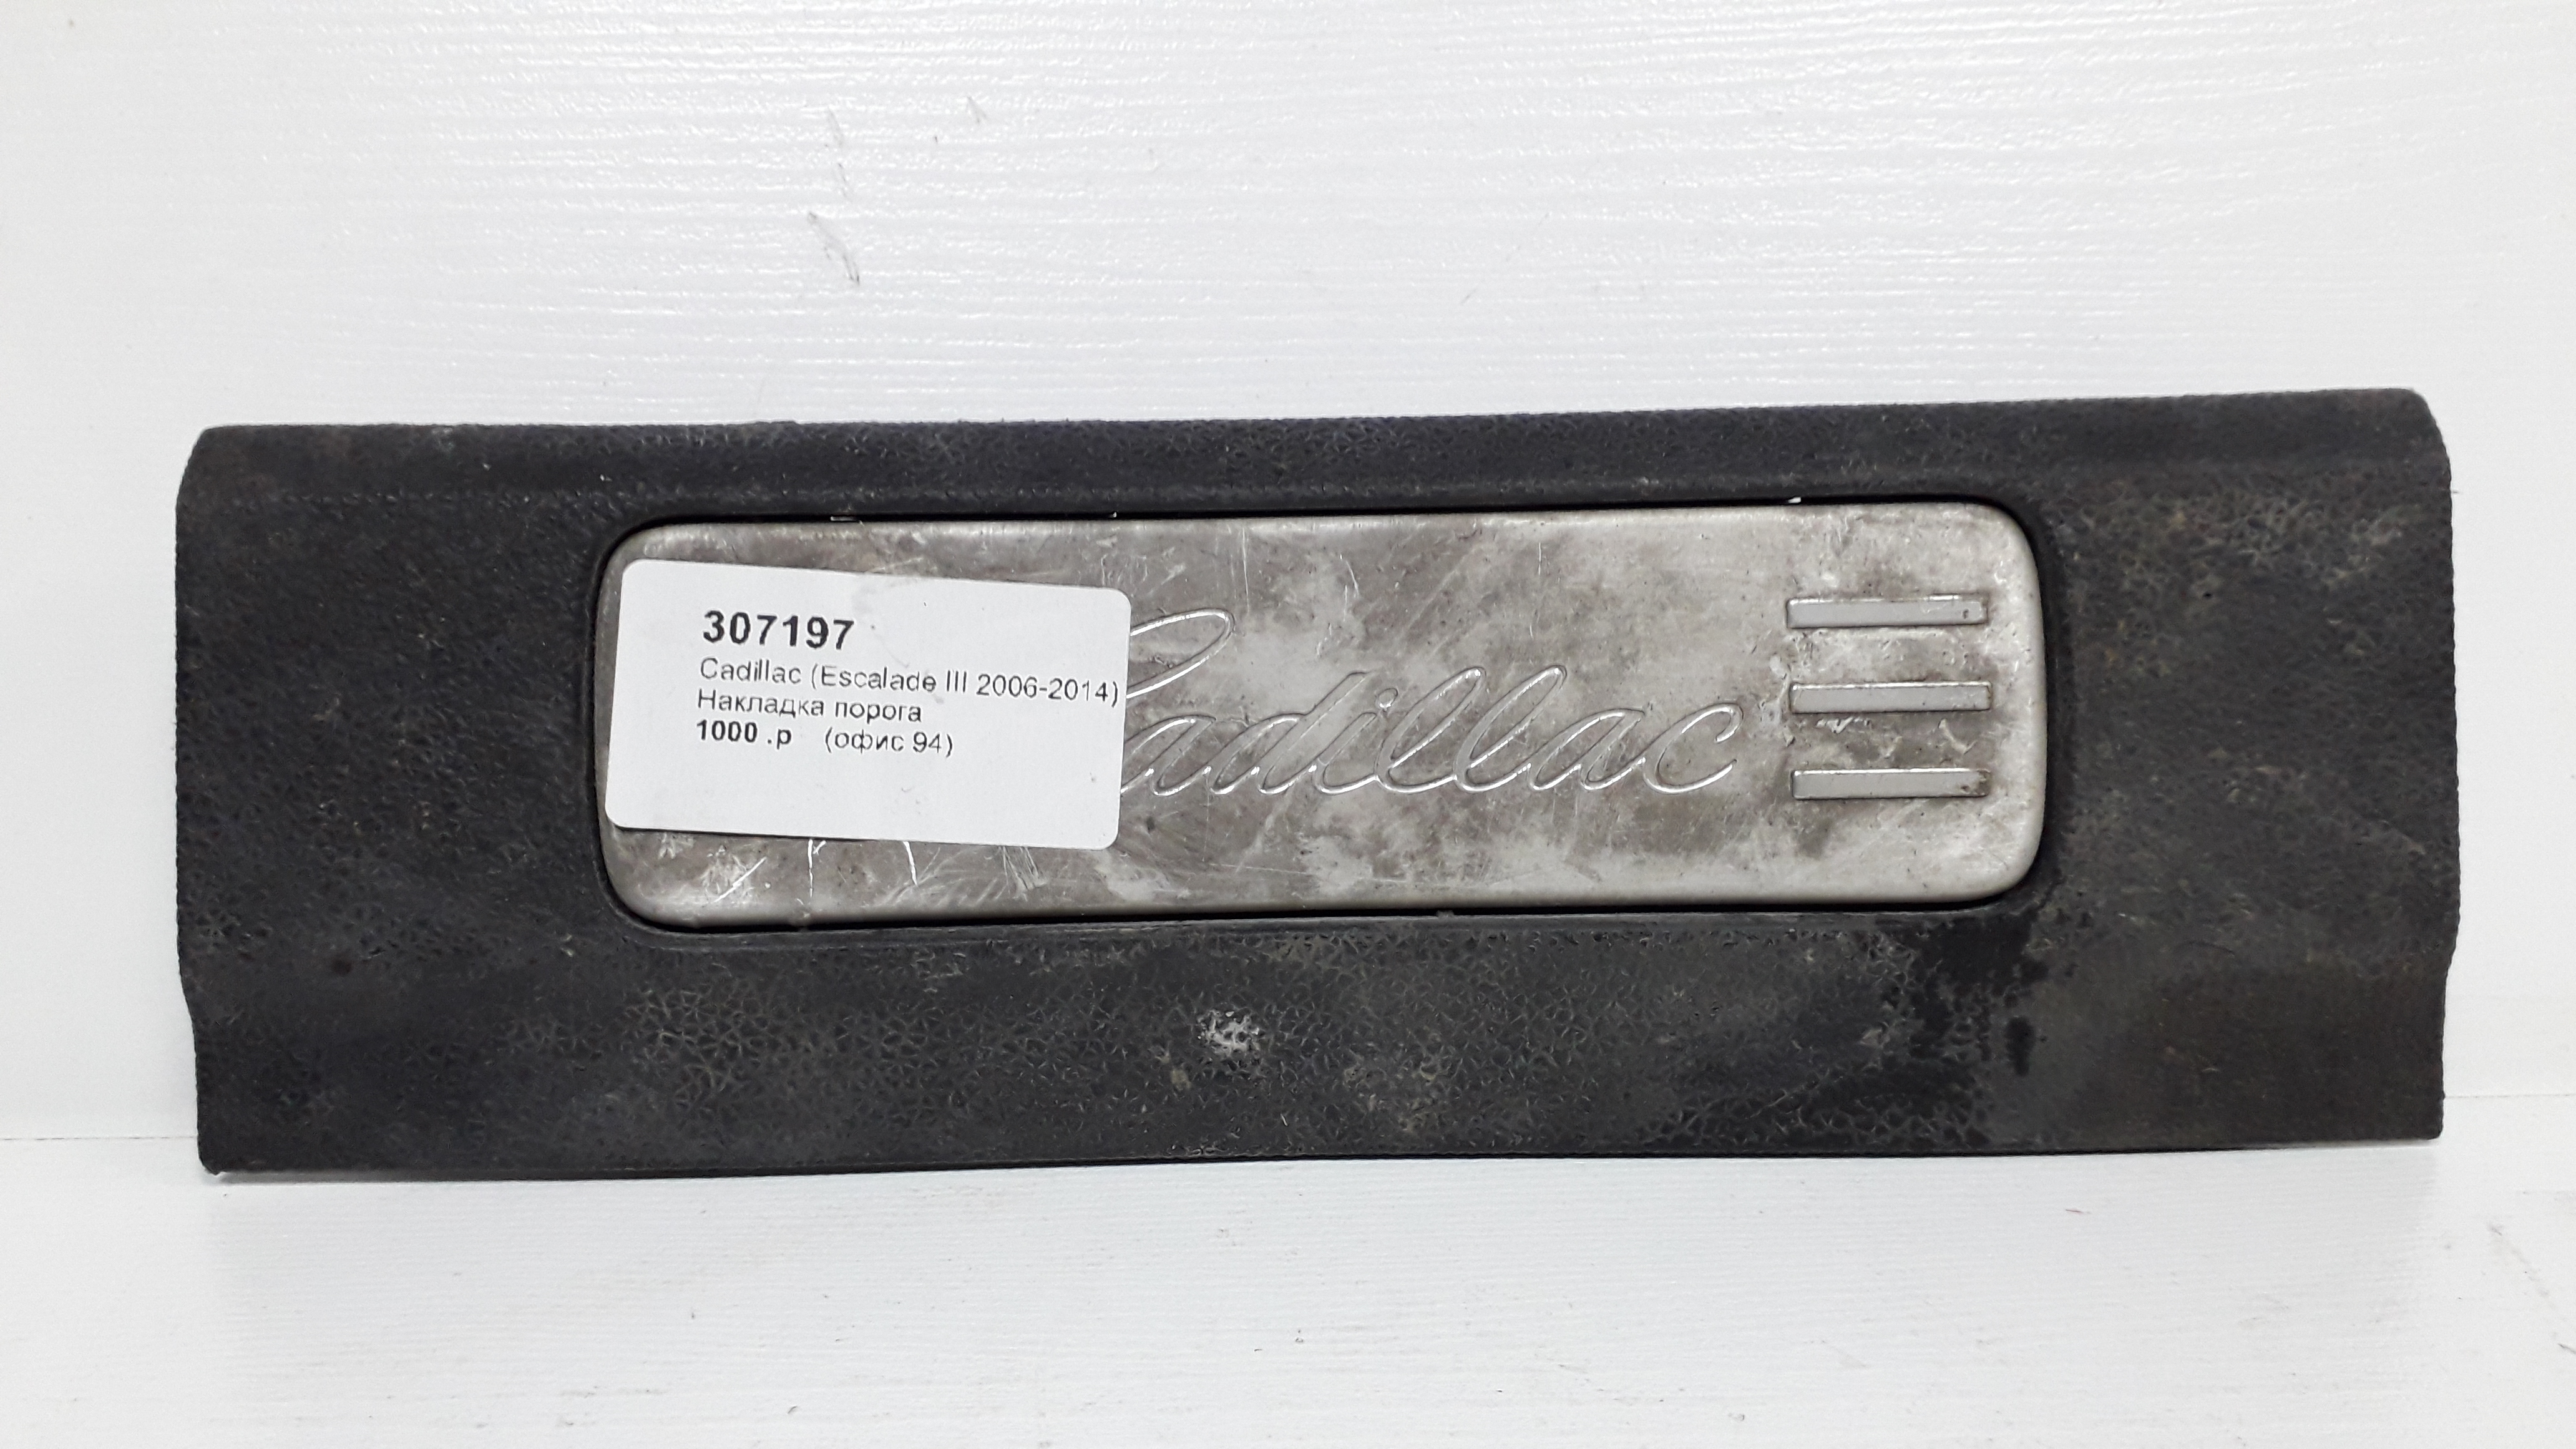 307197
Cadillac (Escalade III 2006-2014)
Накладка порога
1000 .р (офис 94)
Cadillac